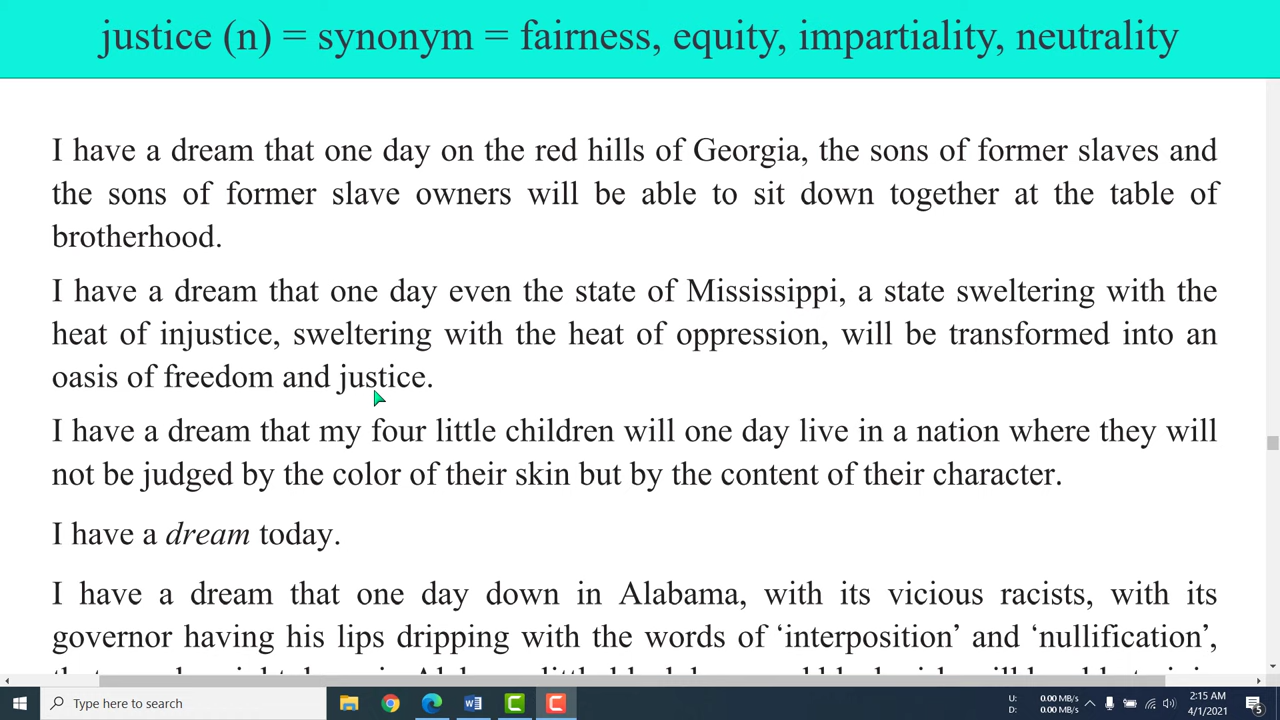 justice (n) = synonym = fairness, equity, impartiality, neutrality
I have a dream that one day on the red hills of Georgia, the sons of former slaves and
the sons of former slave owners will be able to sit down together at the table of
brotherhood.
I have a dream that one day even the state of Mississippi, a state sweltering with the
heat of injustice, sweltering with the heat of oppression, will be transformed into an
oasis of freedom and justice.
I have a dream that my four little children will one day live in a nation where they will
not be judged by the color of their skin but by the content of their character.
I have a dream today.
I have a dream that one day down in Alabama, with its vicious racists, with its
governor having his lips dripping with the words of ‘interposition’ and ‘nullification’,
Type here to search
U: 0.00 MB/s
D: 0.00 MB/s
2:15 AM
4/1/2021
5